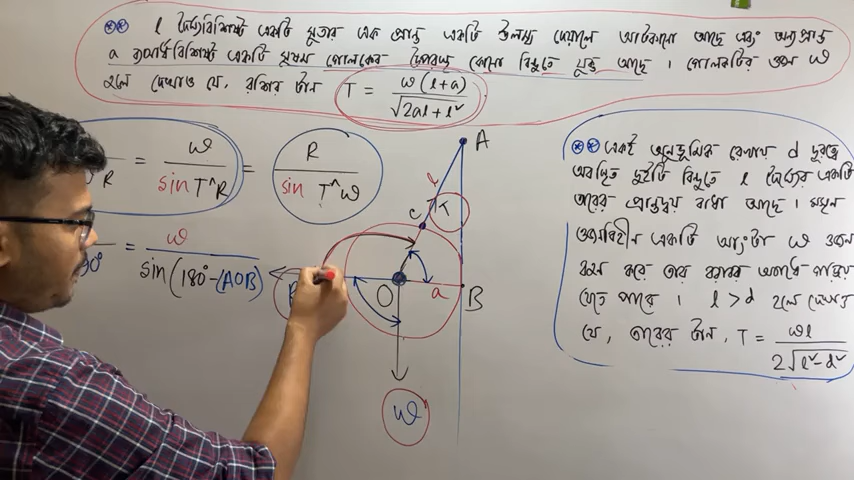 ** l দৈর্ঘ্যবিশিষ্ট একটি সুতার এক প্রান্ত একটি উলম্ব দেয়ালে আটকানো আছে এবং অন্যপ্রান্ত
a ব্যাসার্ধবিশিষ্ট একটি সুষম গোলকের উপরস্থ কোনো বিন্দুতে যুক্ত আছে। গোলকটির ওজন W
হলে দেখাও যে, রশির টান T = W(l+a) / √2al+l²
R = W / sin T^R = R / sin T^W
90° = W / sin(180°-(AOB)
A
l
T
C
O
a
B
W
** একই অনুভূমিক রেখায় d দূরত্বে
অবস্থিত দুইটি বিন্দুতে l দৈর্ঘ্যের একটি
তারের প্রান্তদ্বয় বাধা আছে। মসৃন
ওজনবিহীন একটি আংটা W ওজন
বহন করে তার বরাবর অবাধে
যেতে পারে। l > d হলে দেখাও
যে, তারের টান, T = Wl / 2√l²-d²